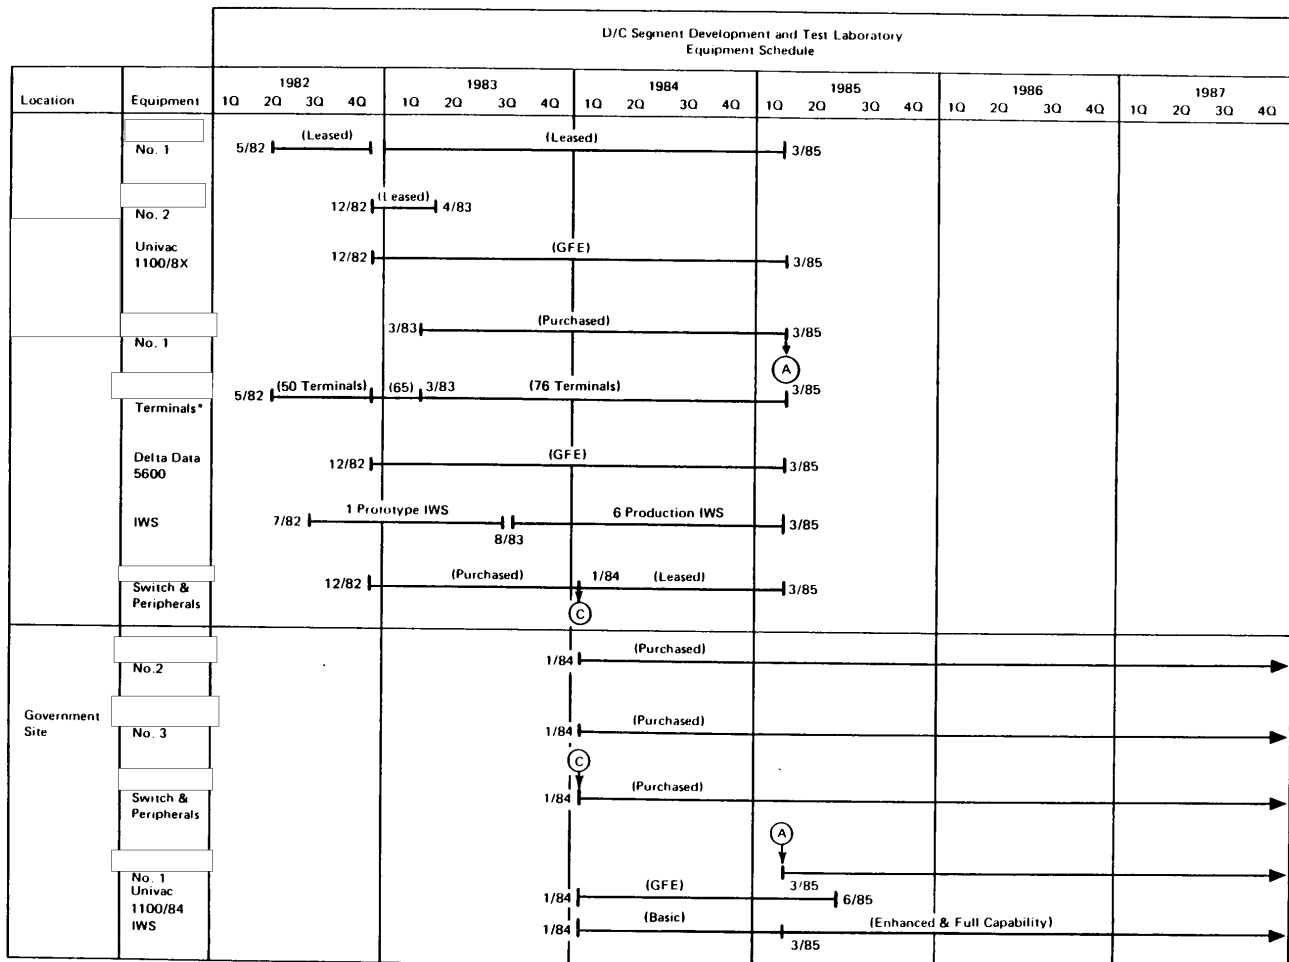 D/C Segment Development and Test Laboratory
Equipment Schedule
Location Equipment 1982 1983 1984 1985 1986 1987
1Q 2Q 3Q 4Q 1Q 2Q 3Q 4Q 1Q 2Q 3Q 4Q 1Q 2Q 3Q 4Q 1Q 2Q 3Q 4Q 1Q 2Q 3Q 4Q
No. 1 5/82 (Leased) (Leased) 3/85
No. 2 12/82 (Leased) 4/83
Univac
1100/8X 12/82 (GFE) 3/85
No. 1 3/83 (Purchased) 3/85
A
Terminals* 5/82 (50 Terminals) (65) 3/83 (76 Terminals) 3/85
Delta Data
5600 12/82 (GFE) 3/85
IWS 7/82 1 Prototype IWS 8/83 6 Production IWS 3/85
Switch &
Peripherals 12/82 (Purchased) 1/84 (Leased) 3/85
C
Government
Site
No.2 1/84 (Purchased)
No. 3 1/84 (Purchased)
C
Switch &
Peripherals 1/84 (Purchased)
A
No. 1 3/85
Univac
1100/84 1/84 (GFE) 6/85
IWS 1/84 (Basic) 3/85 (Enhanced & Full Capability)